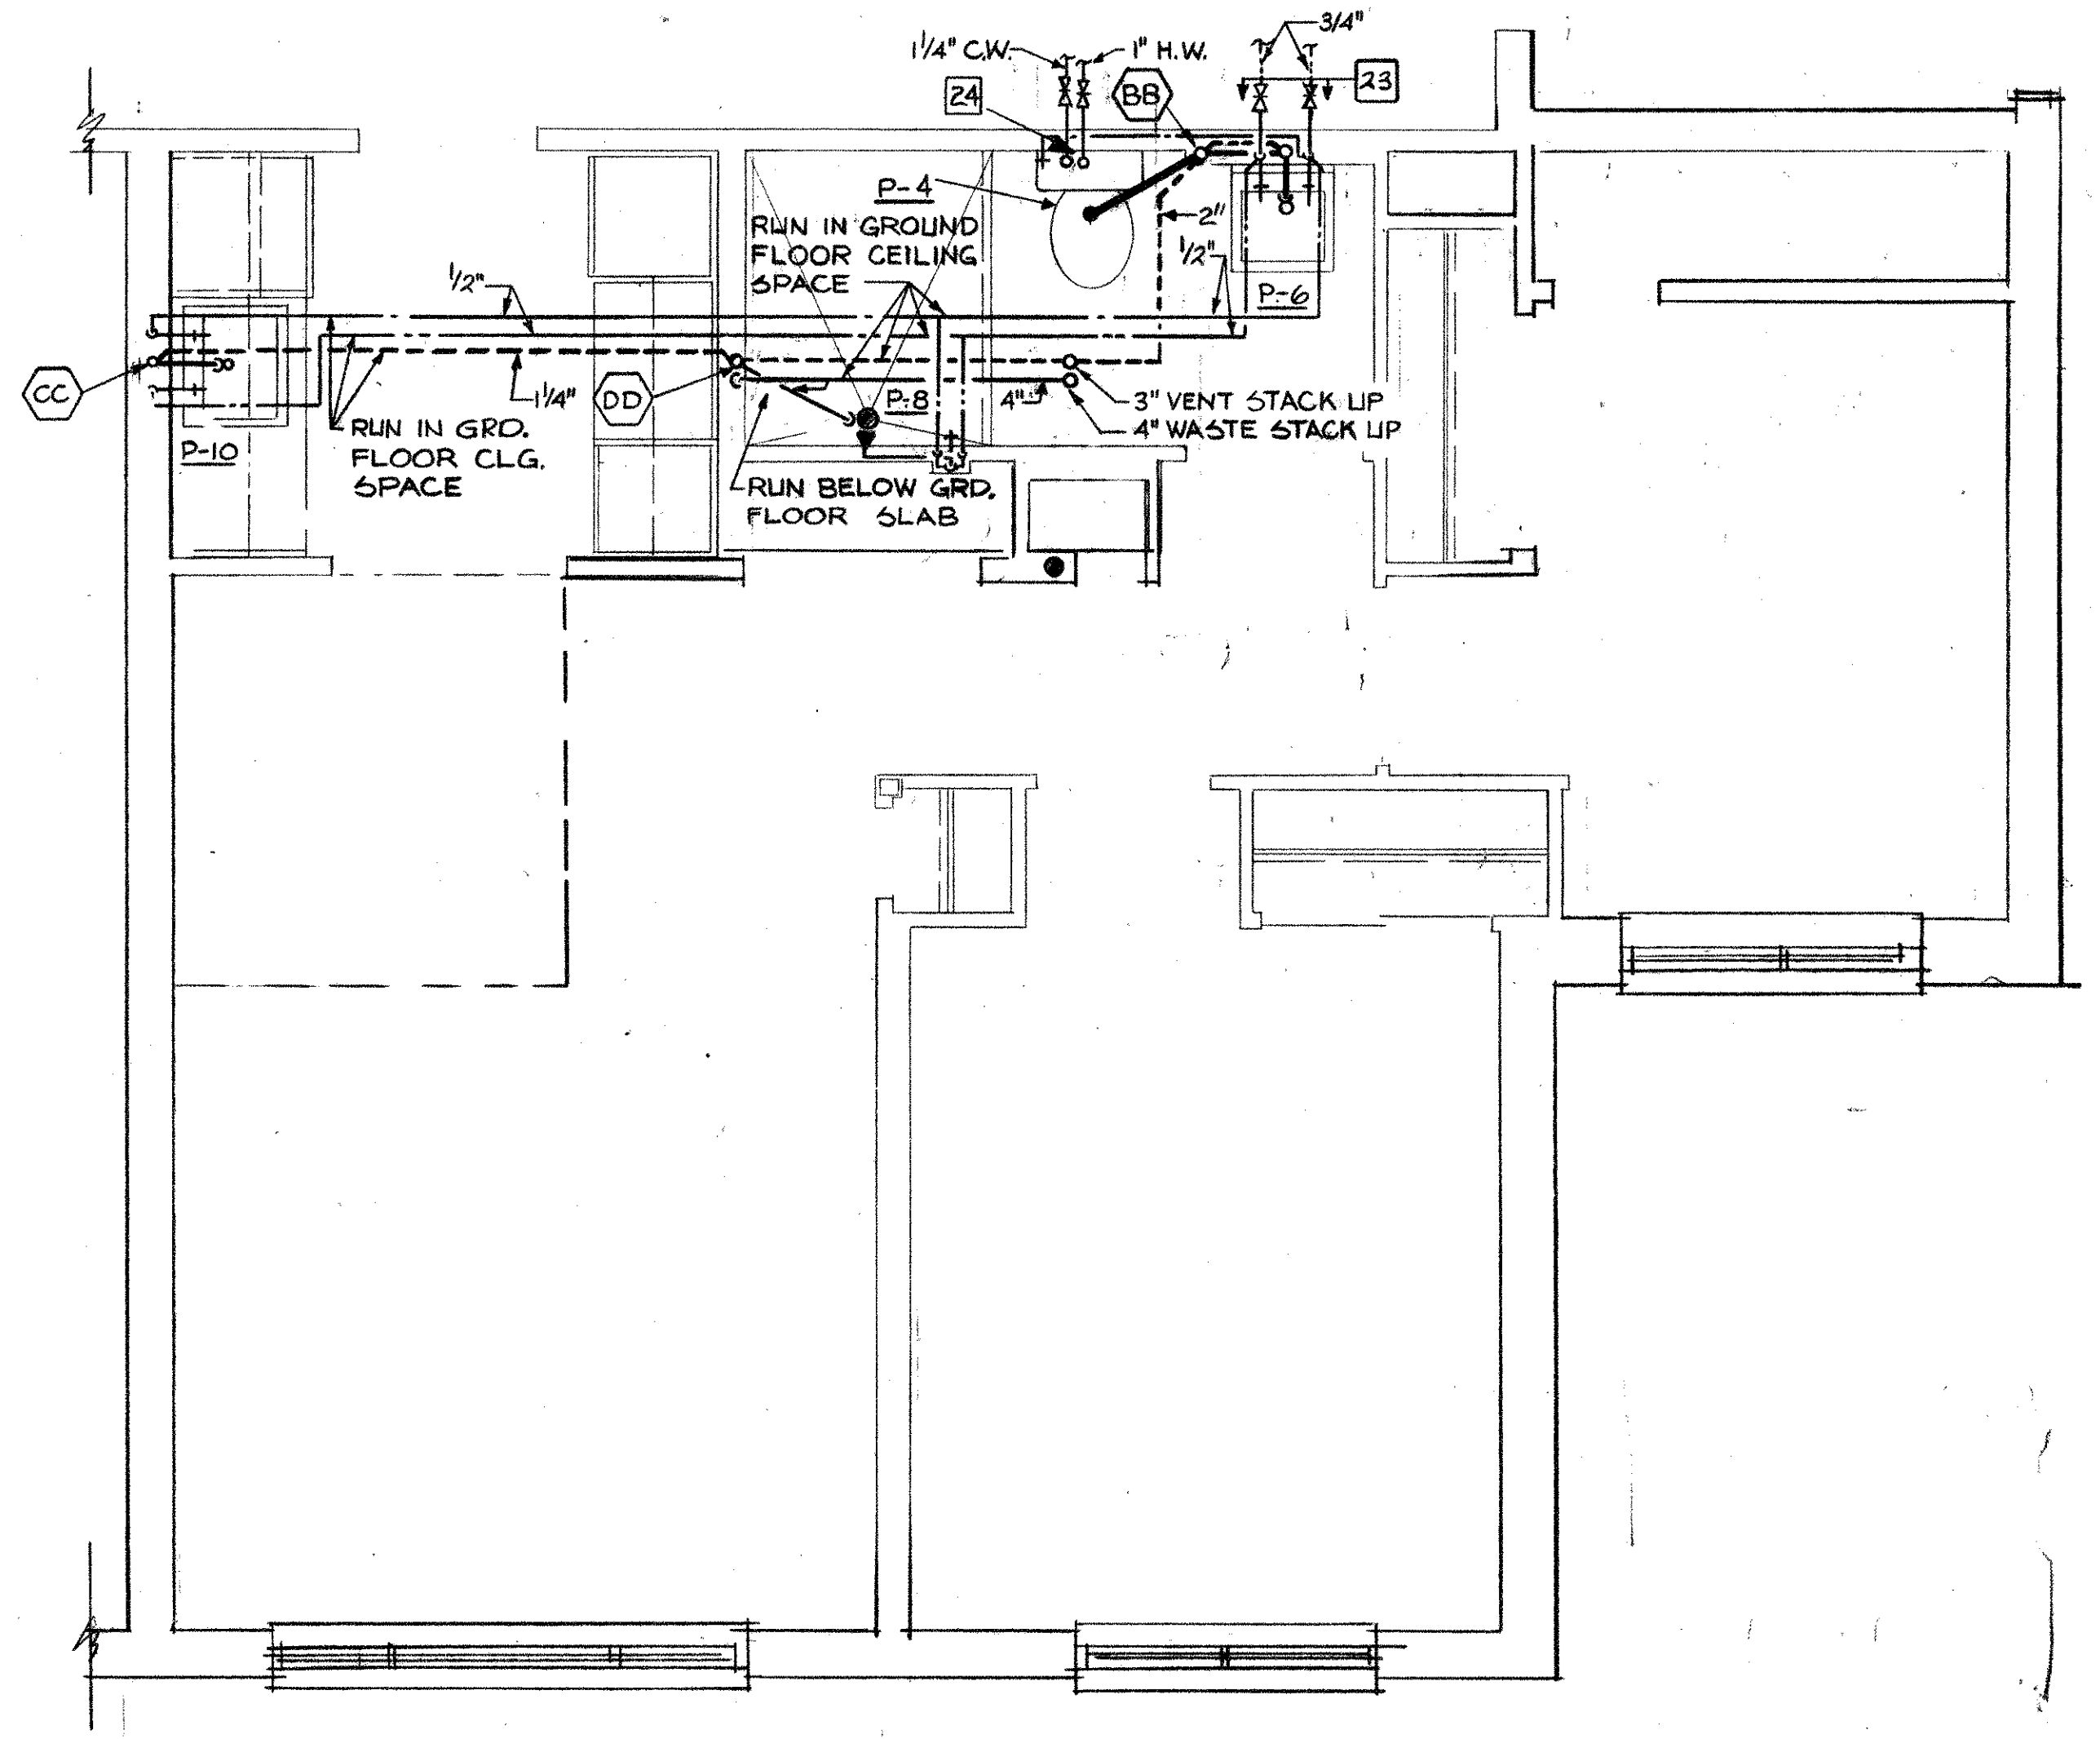 3/4"
1 1/4" C.W.
1" H.W.
24
BB
23
P-4
RUN IN GROUND
FLOOR CEILING
SPACE
2"
1/2"
P-6
1/2"
CC
1 1/4"
DD
P-8
4"
3" VENT STACK UP
4" WASTE STACK UP
P-10
RUN IN GRD.
FLOOR CLG.
SPACE
RUN BELOW GRD.
FLOOR SLAB